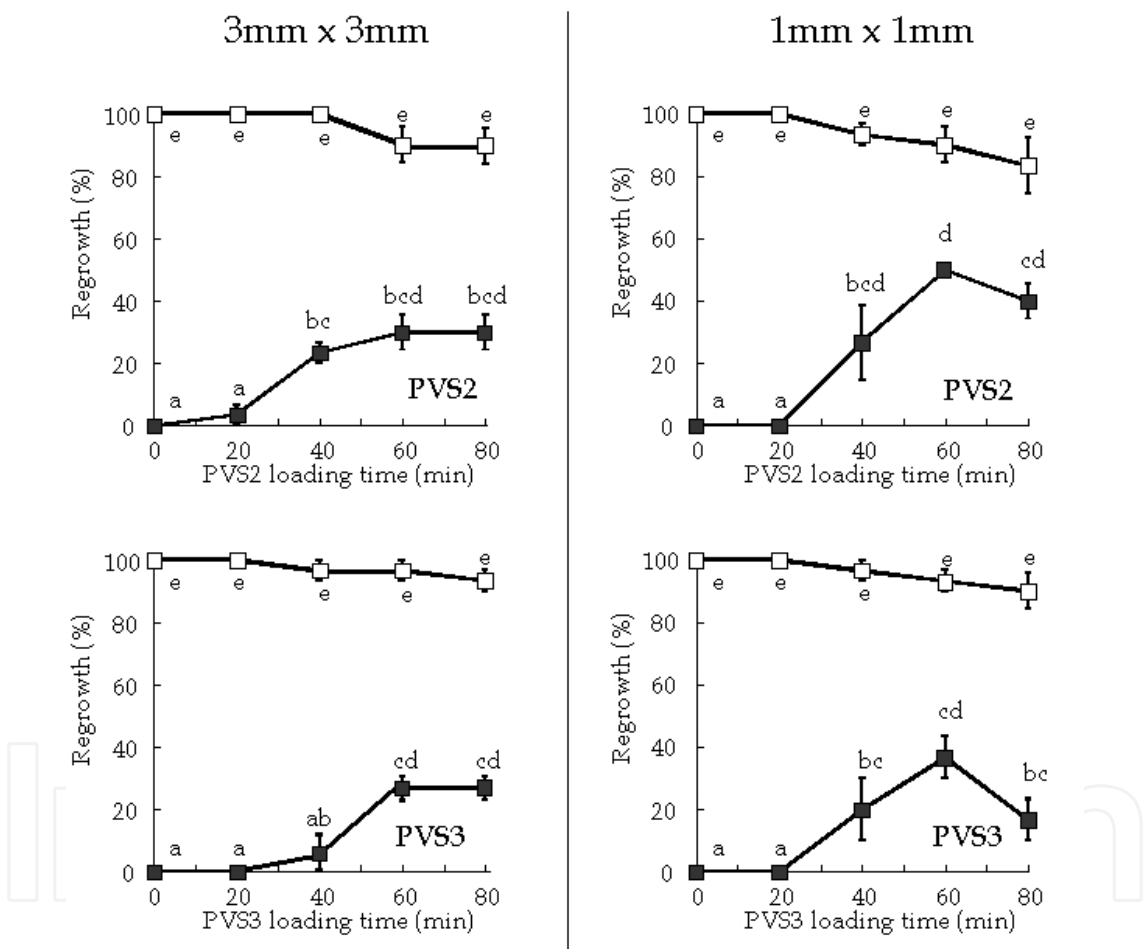 3mm x 3mm
1mm x 1mm
Regrowth (%)
100
80
60
40
20
0
e
e
e
e
e
a
a
bc
bcd
bcd
PVS2
0 20 40 60 80
PVS2 loading time (min)
Regrowth (%)
100
80
60
40
20
0
e
e
e
e
e
a
a
bcd
d
cd
PVS2
0 20 40 60 80
PVS2 loading time (min)
Regrowth (%)
100
80
60
40
20
0
e
e
e
e
e
a
a
ab
cd
cd
PVS3
0 20 40 60 80
PVS3 loading time (min)
Regrowth (%)
100
80
60
40
20
0
e
e
e
e
e
a
a
bc
cd
bc
PVS3
0 20 40 60 80
PVS3 loading time (min)